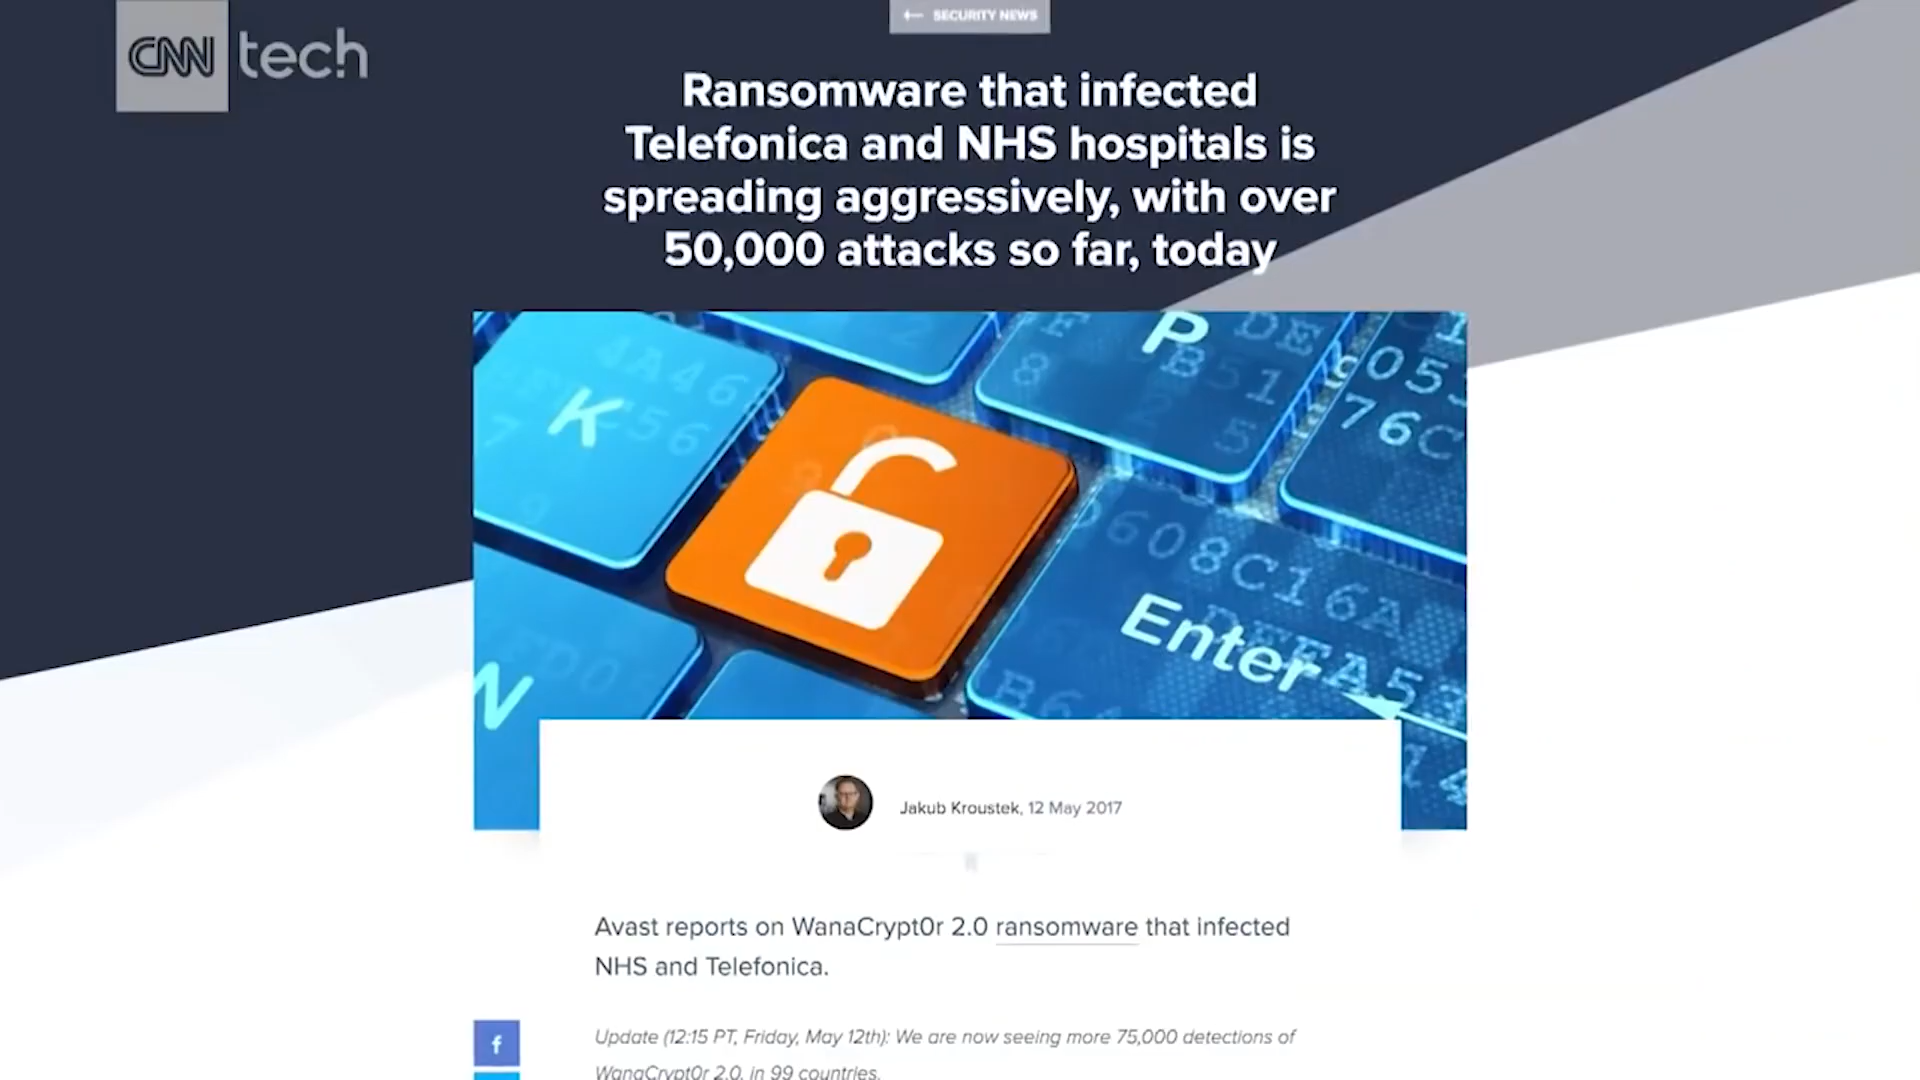 CNN tech
← SECURITY NEWS
Ransomware that infected
Telefonica and NHS hospitals is
spreading aggressively, with over
50,000 attacks so far, today
K
P
Enter
N
Jakub Kroustek, 12 May 2017
Avast reports on WanaCrypt0r 2.0 ransomware that infected
NHS and Telefonica.
f
Update (12:15 PT, Friday, May 12th): We are now seeing more 75,000 detections of
WanaCrypt0r 2.0, in 99 countries.